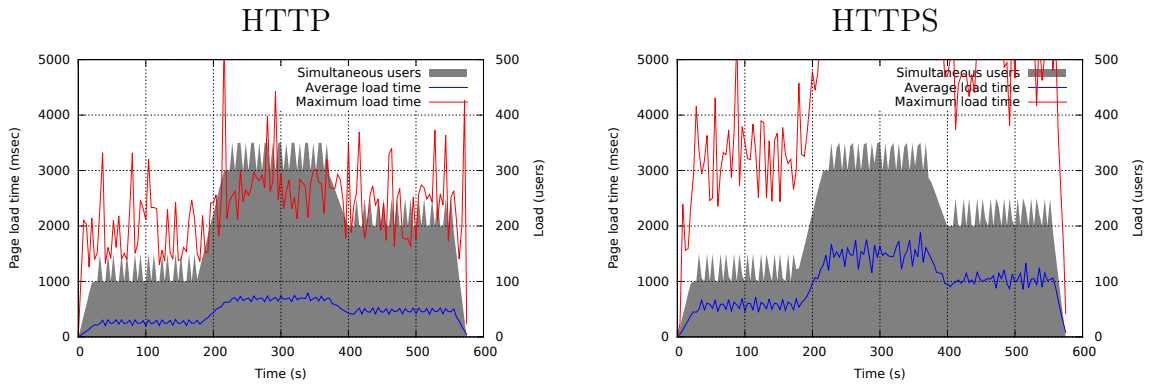 HTTP
5000
4000
3000
2000
1000
0
500
400
300
200
100
0
0 100 200 300 400 500 600
Page load time (msec)
Load (users)
Time (s)
Simultaneous users
Average load time
Maximum load time
HTTPS
5000
4000
3000
2000
1000
0
500
400
300
200
100
0
0 100 200 300 400 500 600
Page load time (msec)
Load (users)
Time (s)
Simultaneous users
Average load time
Maximum load time